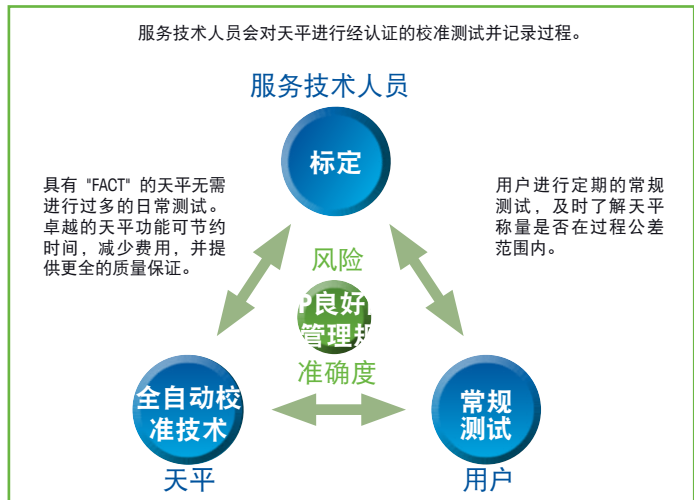 服务技术人员会对天平进行经认证的校准测试并记录过程。
服务技术人员
标定
具有 "FACT" 的天平无需
进行过多的日常测试。
卓越的天平功能可节约
时间，减少费用，并提
供更全的质量保证。
用户进行定期的常规
测试，及时了解天平
称量是否在过程公差
范围内。
风险
P良好
管理规
准确度
全自动校
准技术
天平
常规
测试
用户